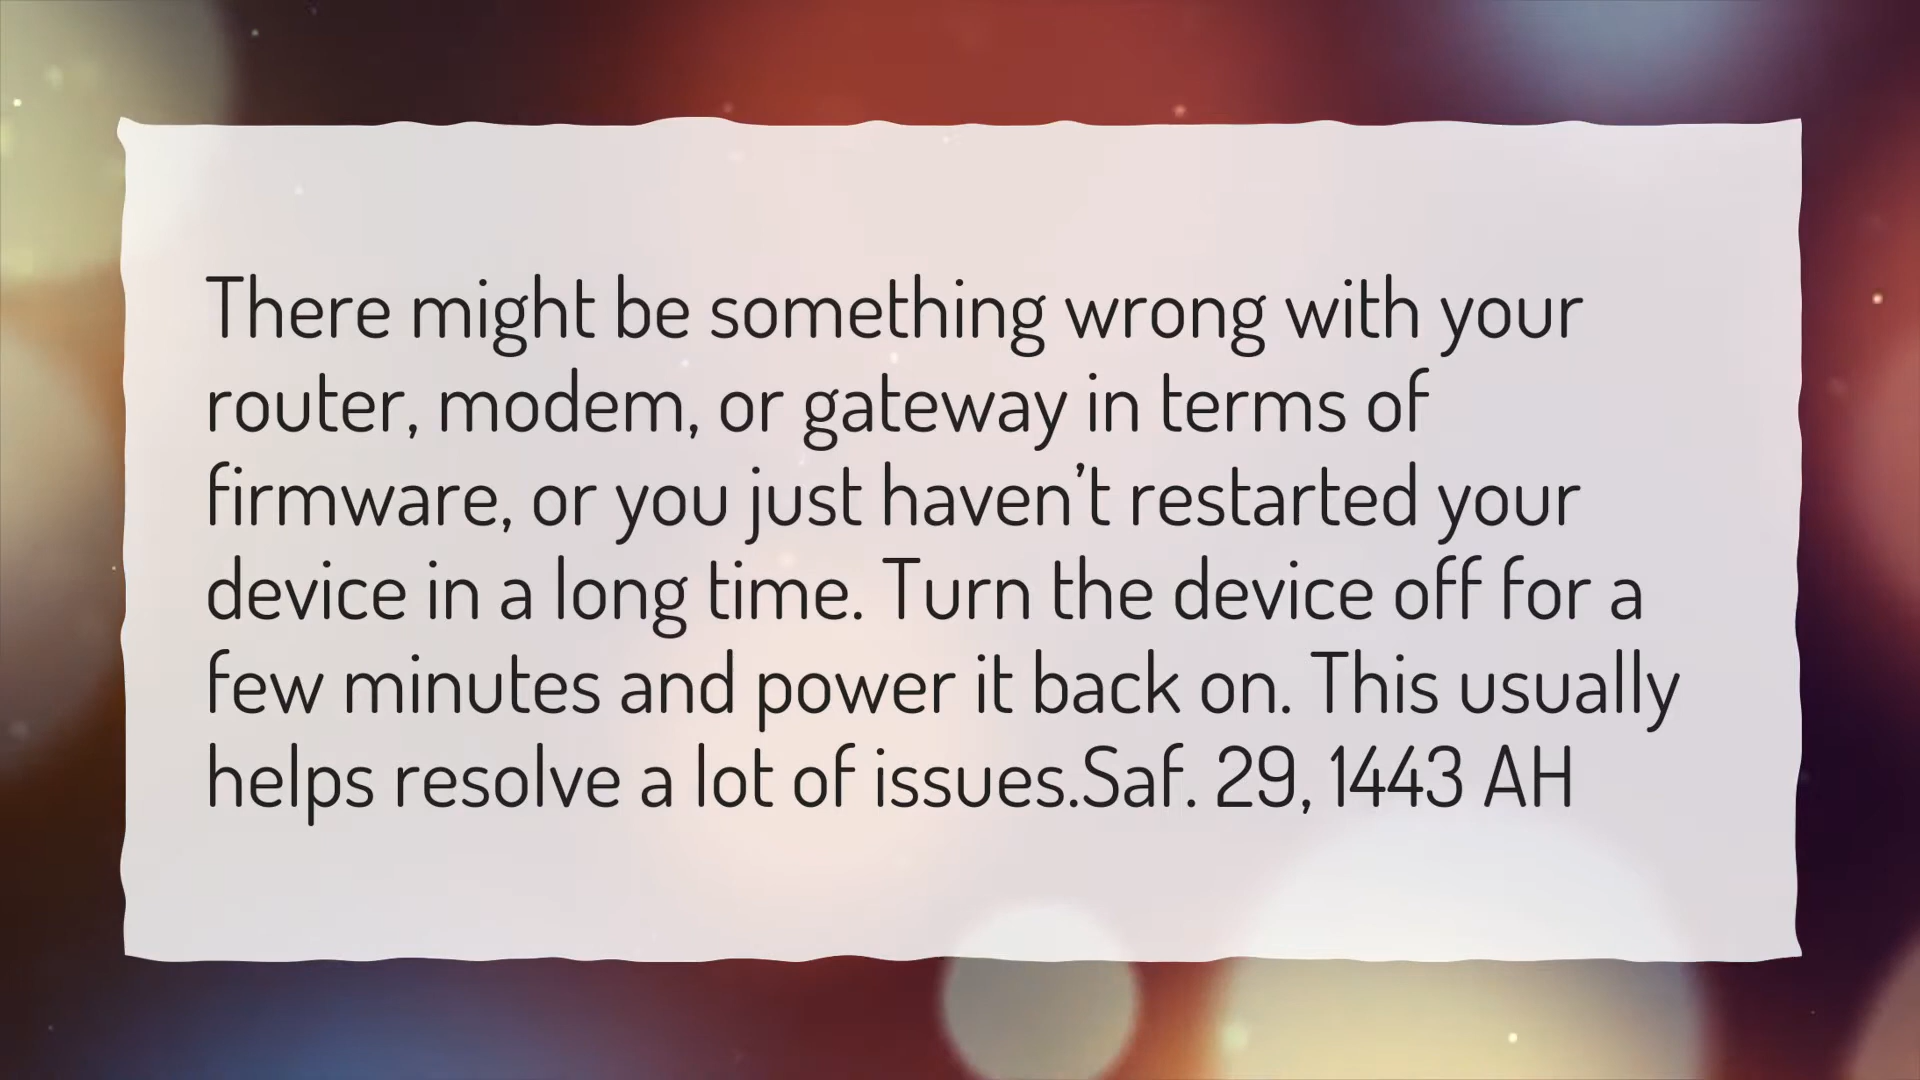 There might be something wrong with your
router, modem, or gateway in terms of
firmware, or you just haven’t restarted your
device in a long time. Turn the device off for a
few minutes and power it back on. This usually
helps resolve a lot of issues.Saf. 29, 1443 AH